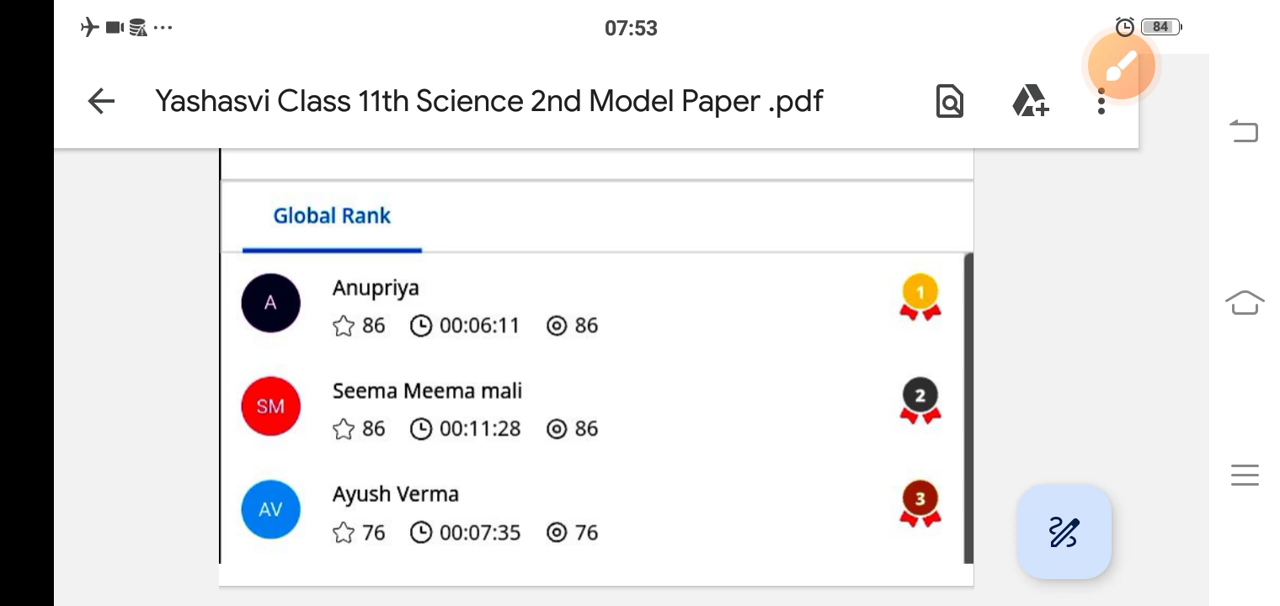 07:53
84
Yashasvi Class 11th Science 2nd Model Paper .pdf
Global Rank
A
Anupriya
1
86 00:06:11 86
SM
Seema Meema mali
2
86 00:11:28 86
AV
Ayush Verma
3
76 00:07:35 76